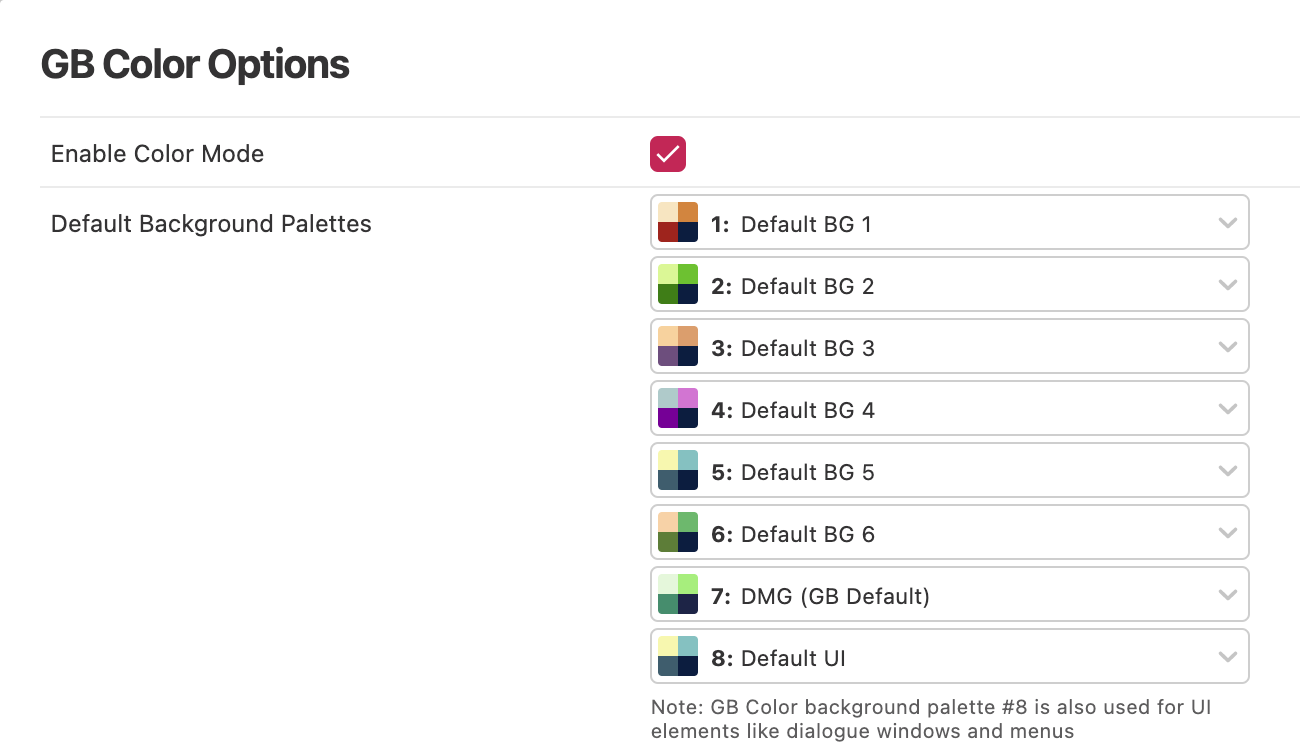 GB Color Options
Enable Color Mode
Default Background Palettes
1: Default BG 1
2: Default BG 2
3: Default BG 3
4: Default BG 4
5: Default BG 5
6: Default BG 6
7: DMG (GB Default)
8: Default UI
Note: GB Color background palette #8 is also used for UI
elements like dialogue windows and menus